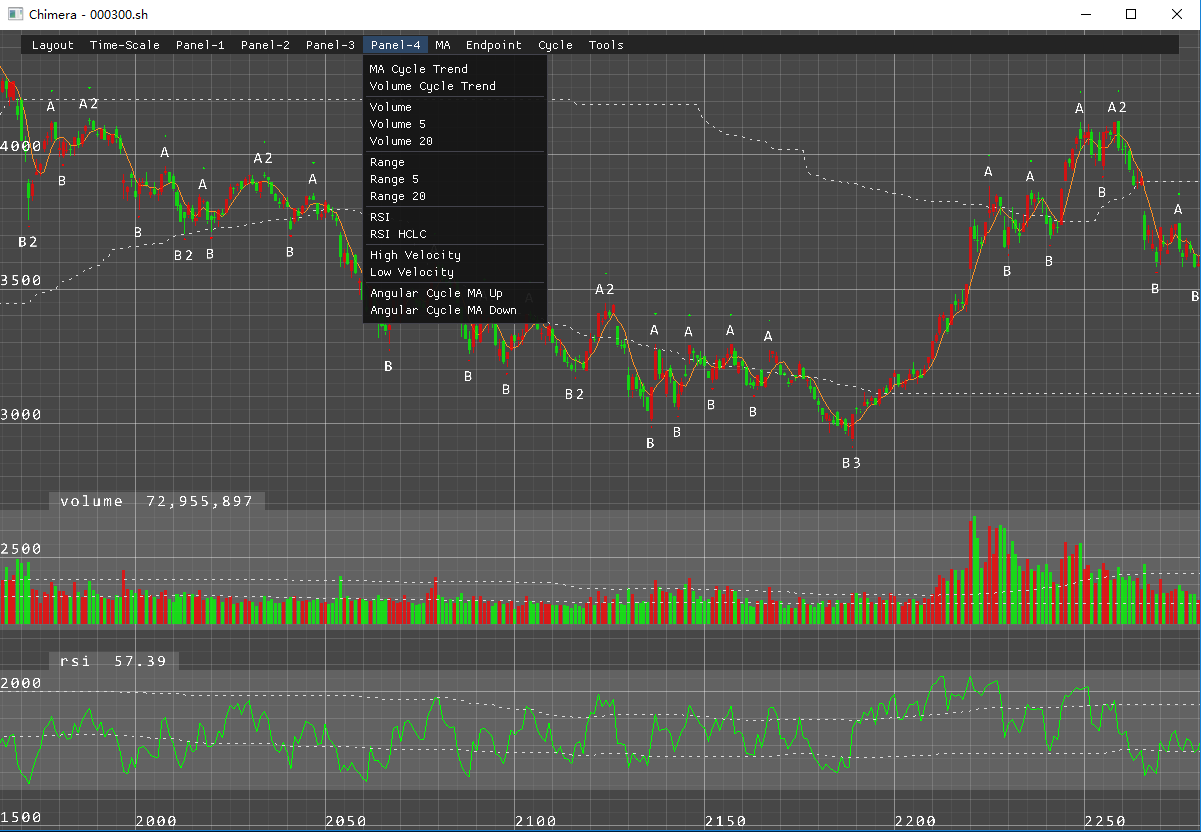 Chimera - 000300.sh
Layout Time-Scale Panel-1 Panel-2 Panel-3 Panel-4 MA Endpoint Cycle Tools
MA Cycle Trend
Volume Cycle Trend
Volume
Volume 5
Volume 20
Range
Range 5
Range 20
RSI
RSI HCLC
High Velocity
Low Velocity
Angular Cycle MA Up
Angular Cycle MA Down
A A2 A A2
4000 A A2 A A A
B A A B
B2 B B2 B B A
B B
3500 A2 B B
A A A A
B B B B2
3000 B B
B B
B3
volume 72,955,897
2500
rsi 57.39
2000
1500 2000 2050 2100 2150 2200 2250